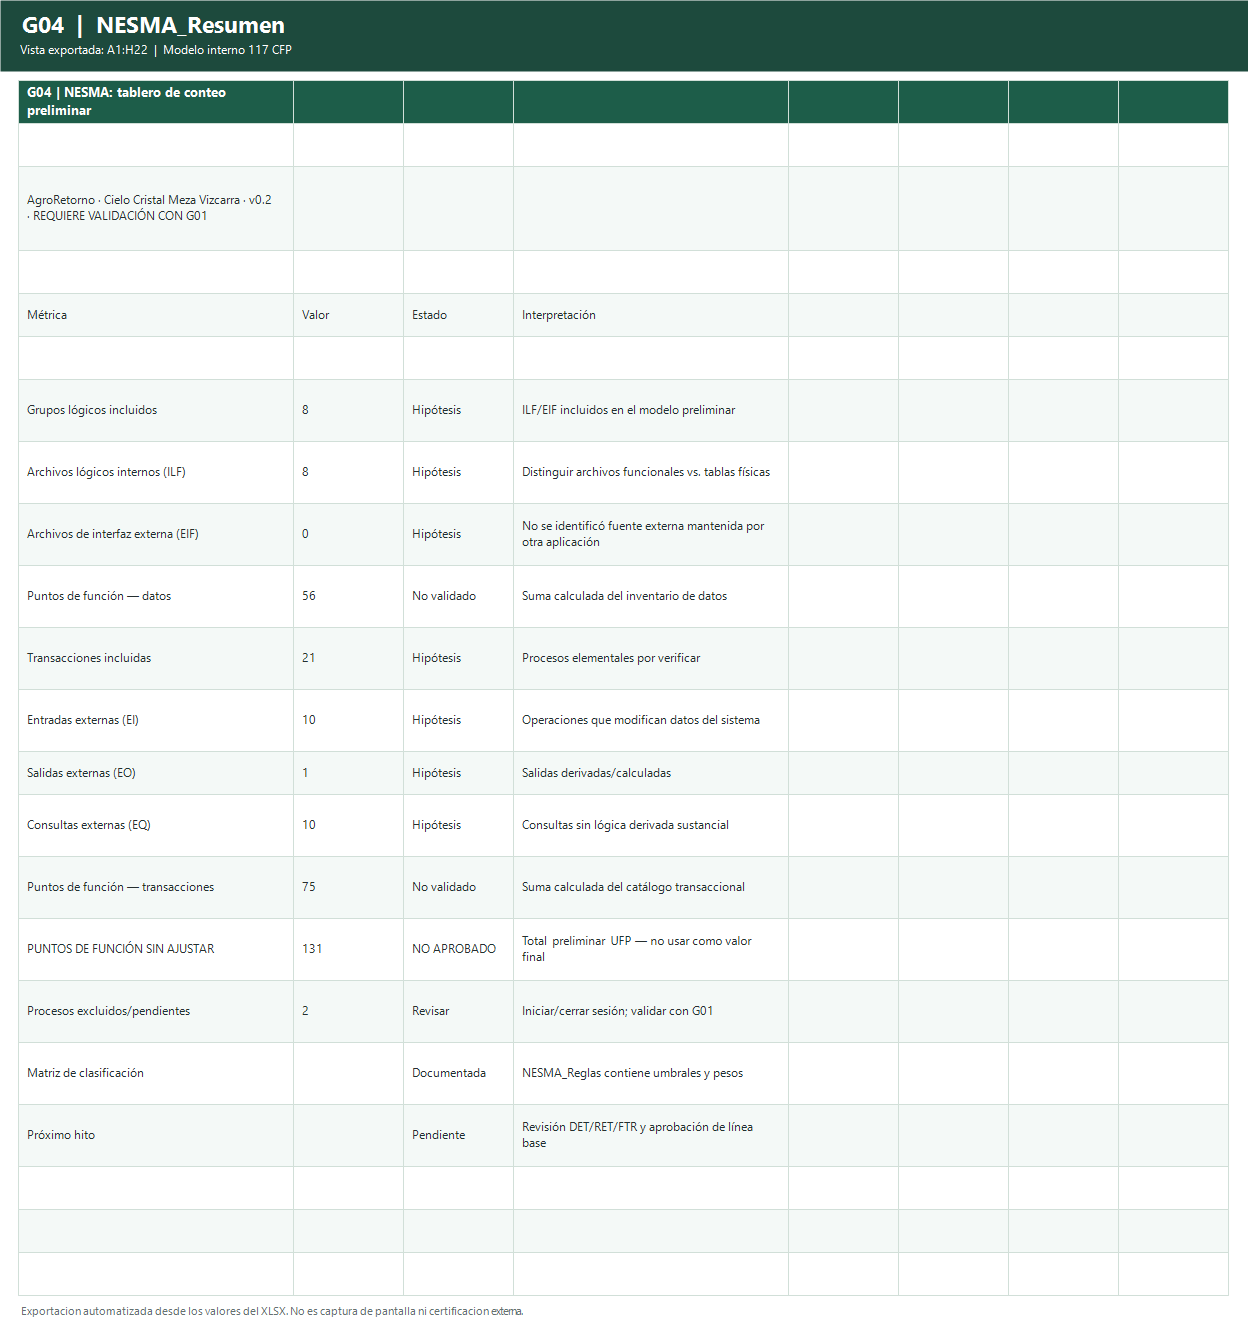 G04 | NESMA_Resumen
Vista exportada: A1:H22 | Modelo interno 117 CFP
G04 | NESMA: tablero de conteo
preliminar
AgroRetorno · Cielo Cristal Meza Vizcarra · v0.2
· REQUIERE VALIDACIÓN CON G01
Métrica Valor Estado Interpretación
Grupos lógicos incluidos 8 Hipótesis ILF/EIF incluidos en el modelo preliminar
Archivos lógicos internos (ILF) 8 Hipótesis Distinguir archivos funcionales vs. tablas físicas
Archivos de interfaz externa (EIF) 0 Hipótesis No se identificó fuente externa mantenida por
otra aplicación
Puntos de función — datos 56 No validado Suma calculada del inventario de datos
Transacciones incluidas 21 Hipótesis Procesos elementales por verificar
Entradas externas (EI) 10 Hipótesis Operaciones que modifican datos del sistema
Salidas externas (EO) 1 Hipótesis Salidas derivadas/calculadas
Consultas externas (EQ) 10 Hipótesis Consultas sin lógica derivada sustancial
Puntos de función — transacciones 75 No validado Suma calculada del catálogo transaccional
PUNTOS DE FUNCIÓN SIN AJUSTAR 131 NO APROBADO Total preliminar UFP — no usar como valor
final
Procesos excluidos/pendientes 2 Revisar Iniciar/cerrar sesión; validar con G01
Matriz de clasificación Documentada NESMA_Reglas contiene umbrales y pesos
Próximo hito Pendiente Revisión DET/RET/FTR y aprobación de línea
base
Exportacion automatizada desde los valores del XLSX. No es captura de pantalla ni certificacion externa.